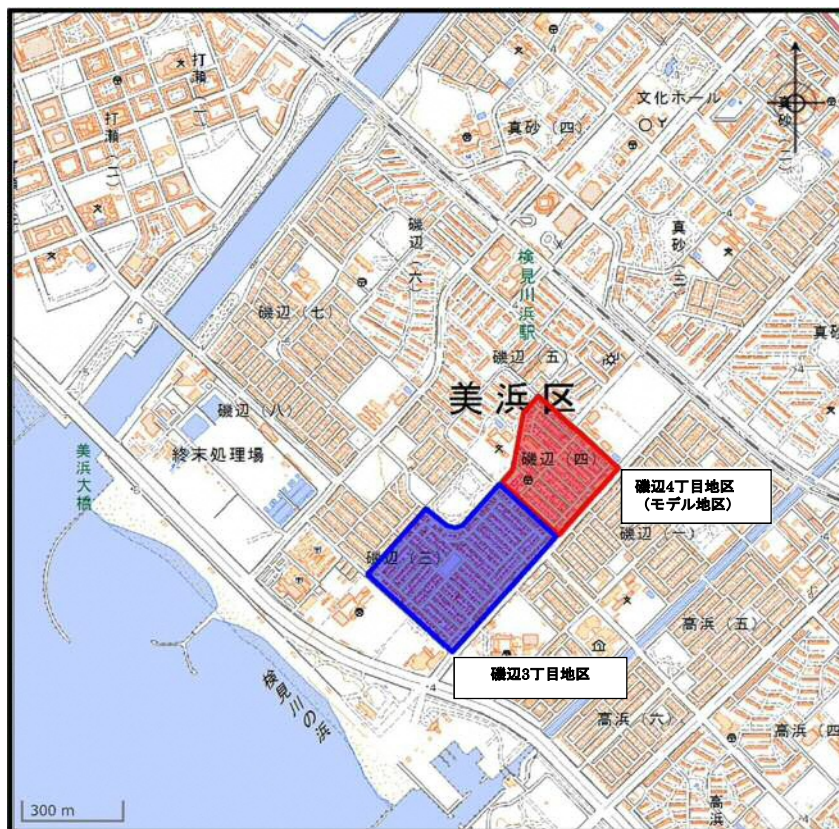 打瀬(一)
打瀬(二)
文化ホール
真砂(四)
真砂(二)
真砂(三)
磯辺(六)
検見川浜駅
磯辺(七)
磯辺(五)
真砂
美浜区
磯辺(八)
終末処理場
美浜大橋
磯辺(四)
磯辺4丁目地区
(モデル地区)
磯辺(一)
磯辺(三)
高浜(五)
磯辺3丁目地区
検見川の浜
高浜(六)
高浜(四
高浜
300 m